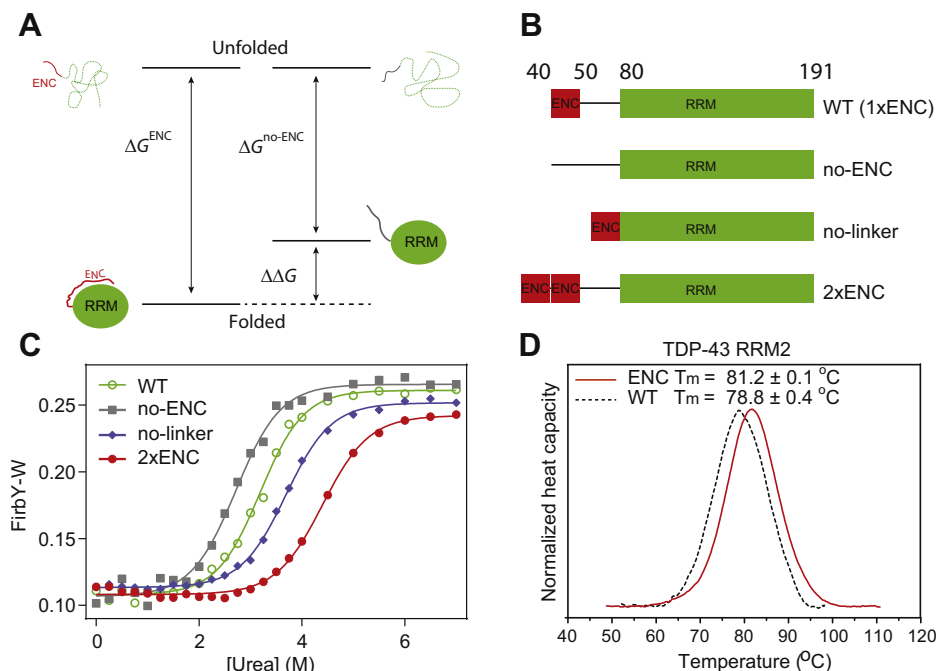 A
Unfolded
ENC
ΔG^ENC
ΔG^no-ENC
RRM
ENC
RRM
ΔΔG
Folded
B
40 50 80 191
ENC RRM WT (1xENC)
RRM no-ENC
ENC RRM no-linker
ENC ENC RRM 2xENC
C
WT
no-ENC
no-linker
2xENC
FirbY-W
0.25
0.20
0.15
0.10
0 2 4 6
[Urea] (M)
D
TDP-43 RRM2
ENC Tm = 81.2 ± 0.1 °C
WT Tm = 78.8 ± 0.4 °C
Normalized heat capacity
40 50 60 70 80 90 100 110 120
Temperature (°C)